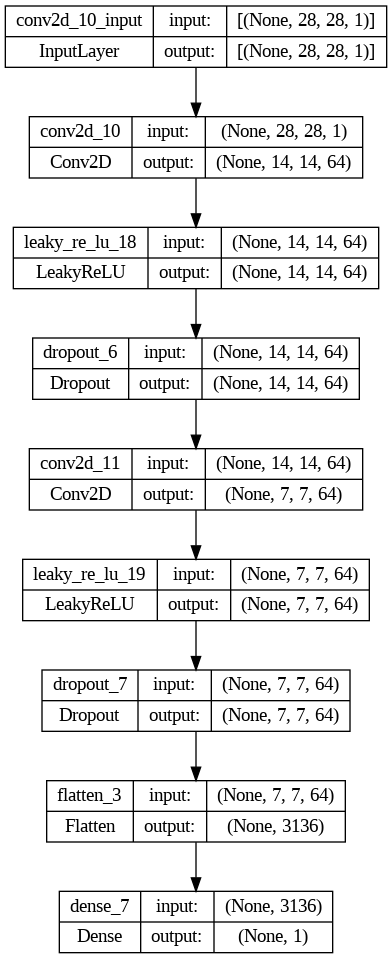 conv2d_10_input input: [(None, 28, 28, 1)]
InputLayer output: [(None, 28, 28, 1)]
conv2d_10 input: (None, 28, 28, 1)
Conv2D output: (None, 14, 14, 64)
leaky_re_lu_18 input: (None, 14, 14, 64)
LeakyReLU output: (None, 14, 14, 64)
dropout_6 input: (None, 14, 14, 64)
Dropout output: (None, 14, 14, 64)
conv2d_11 input: (None, 14, 14, 64)
Conv2D output: (None, 7, 7, 64)
leaky_re_lu_19 input: (None, 7, 7, 64)
LeakyReLU output: (None, 7, 7, 64)
dropout_7 input: (None, 7, 7, 64)
Dropout output: (None, 7, 7, 64)
flatten_3 input: (None, 7, 7, 64)
Flatten output: (None, 3136)
dense_7 input: (None, 3136)
Dense output: (None, 1)